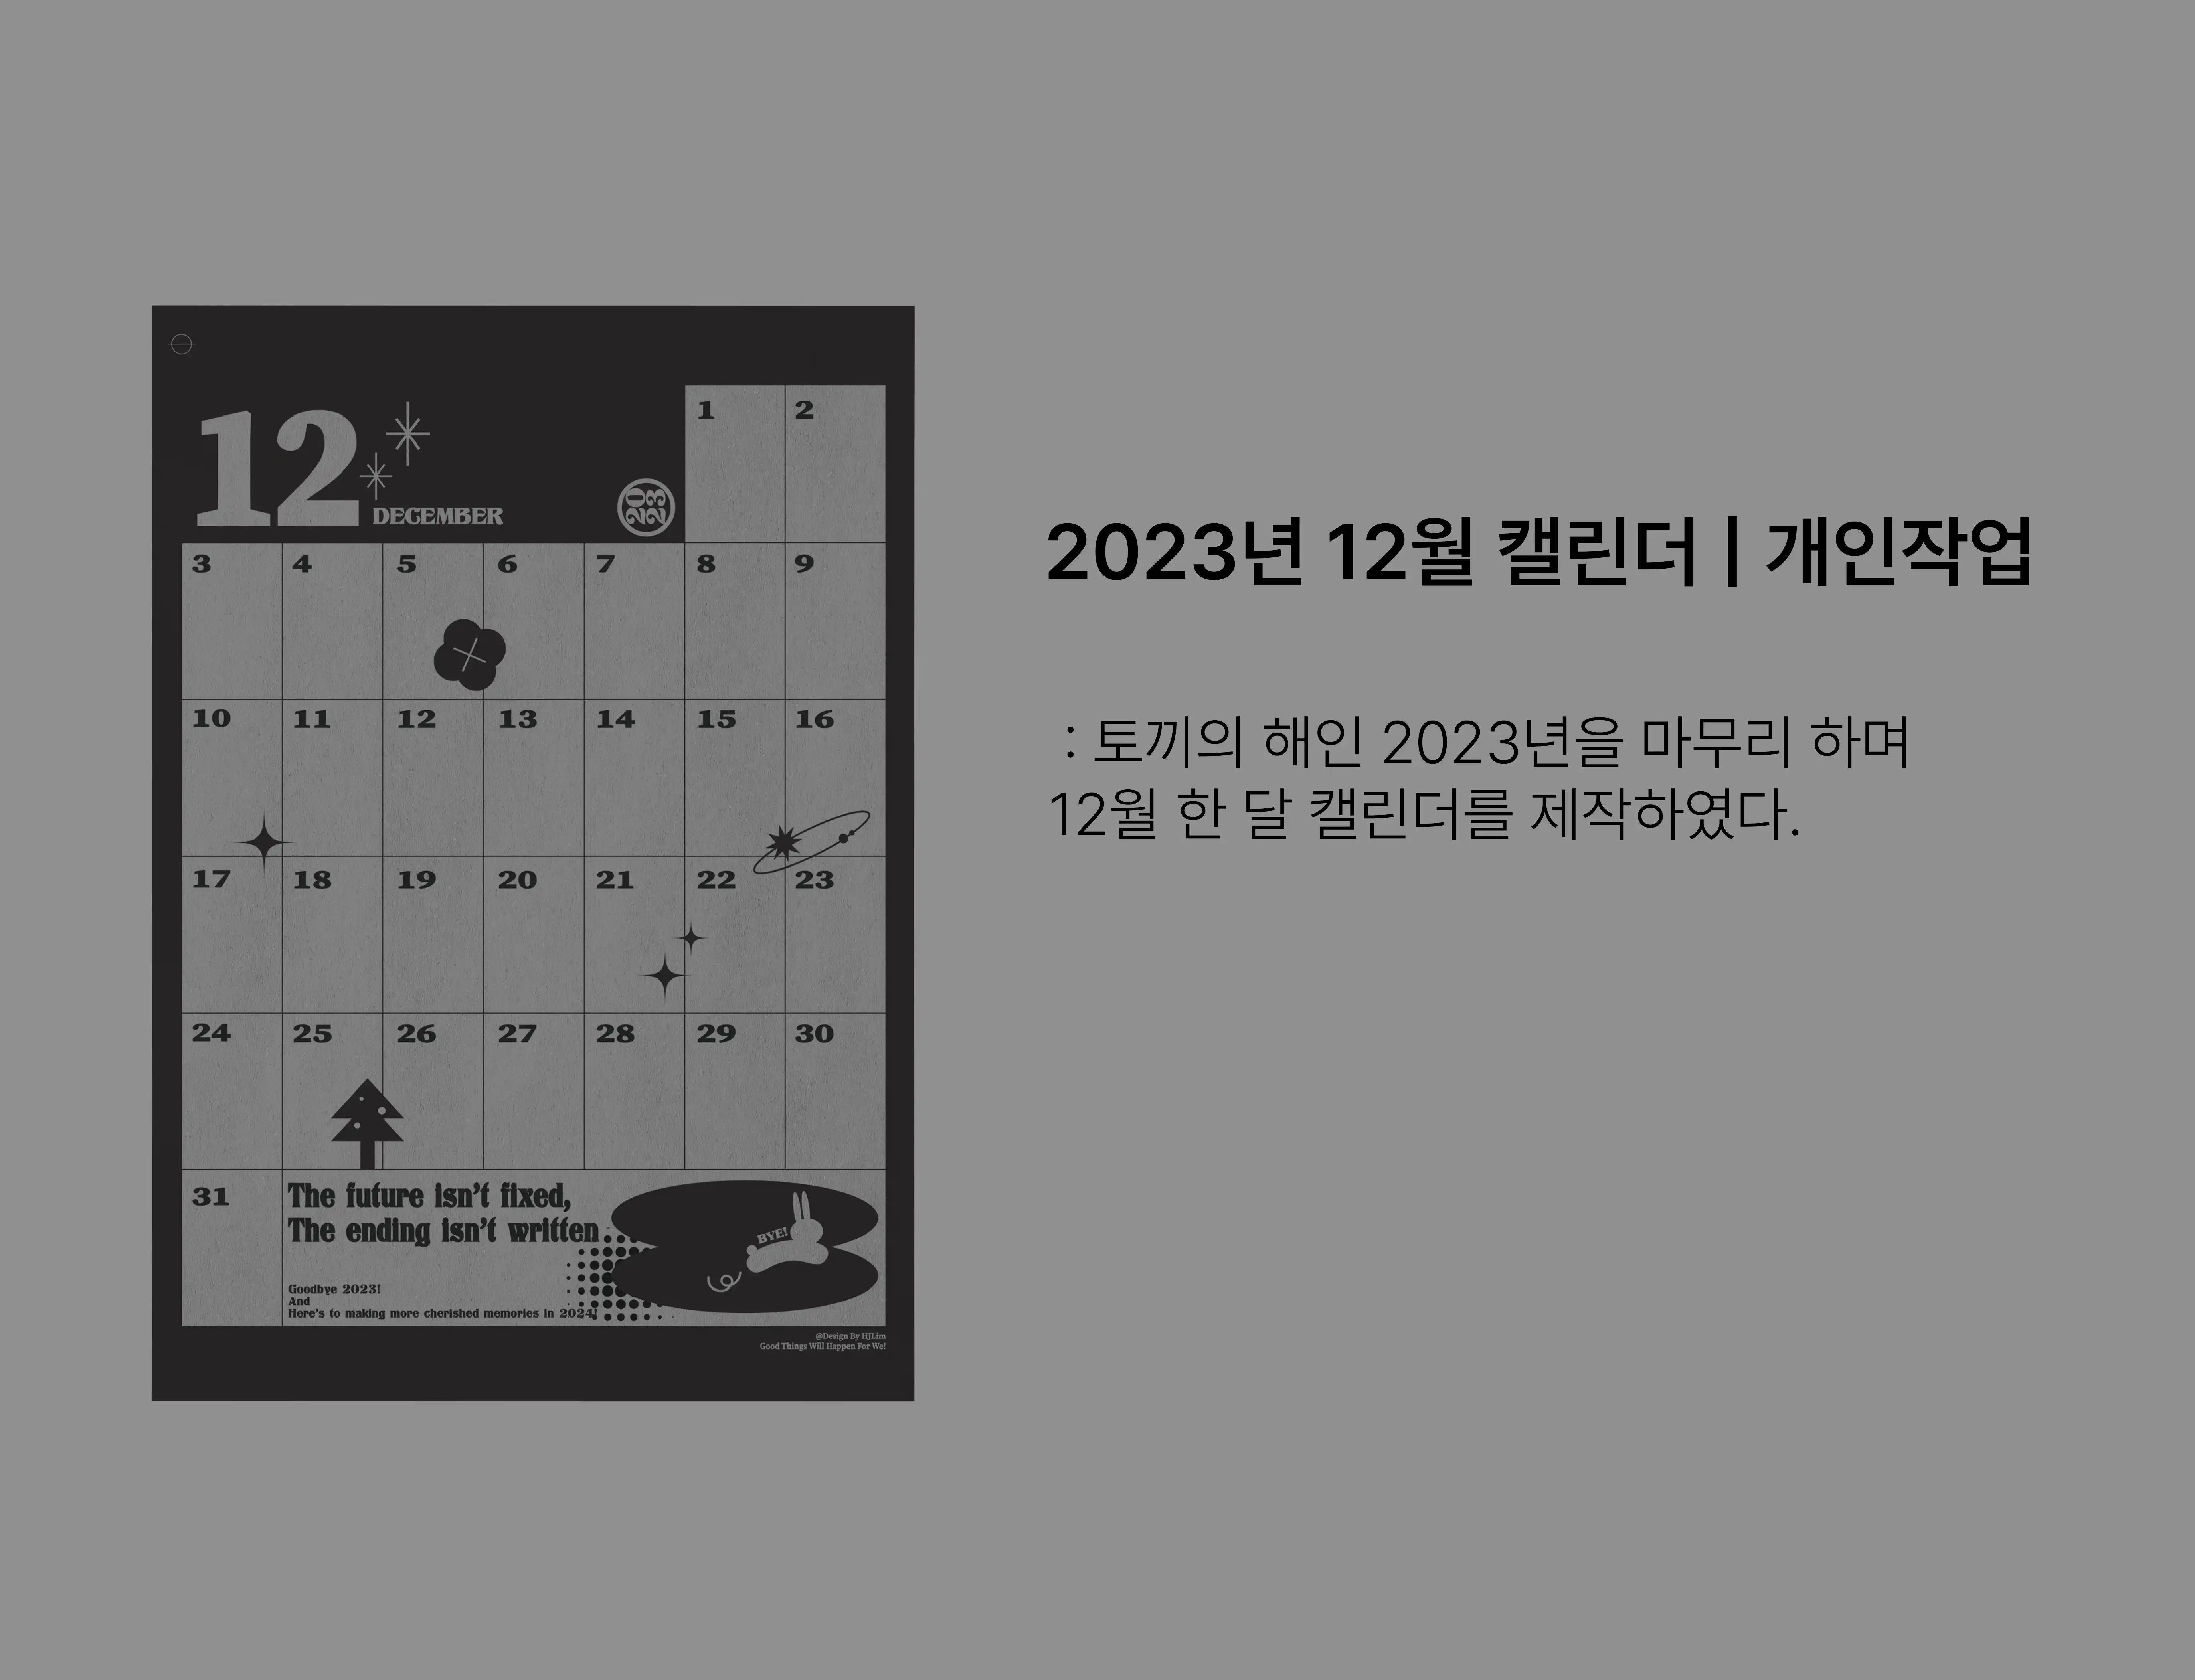 12
DECEMBER
2023
1 2
3 4 5 6 7 8 9
10 11 12 13 14 15 16
17 18 19 20 21 22 23
24 25 26 27 28 29 30
31
The future isn't fixed,
The ending isn't written
BYE!
Goodbye 2023!
And
Here's to making more cherished memories in 2024!
@Design By HJLim
Good Things Will Happen For We!
2023년 12월 캘린더 | 개인작업
: 토끼의 해인 2023년을 마무리 하며
12월 한 달 캘린더를 제작하였다.